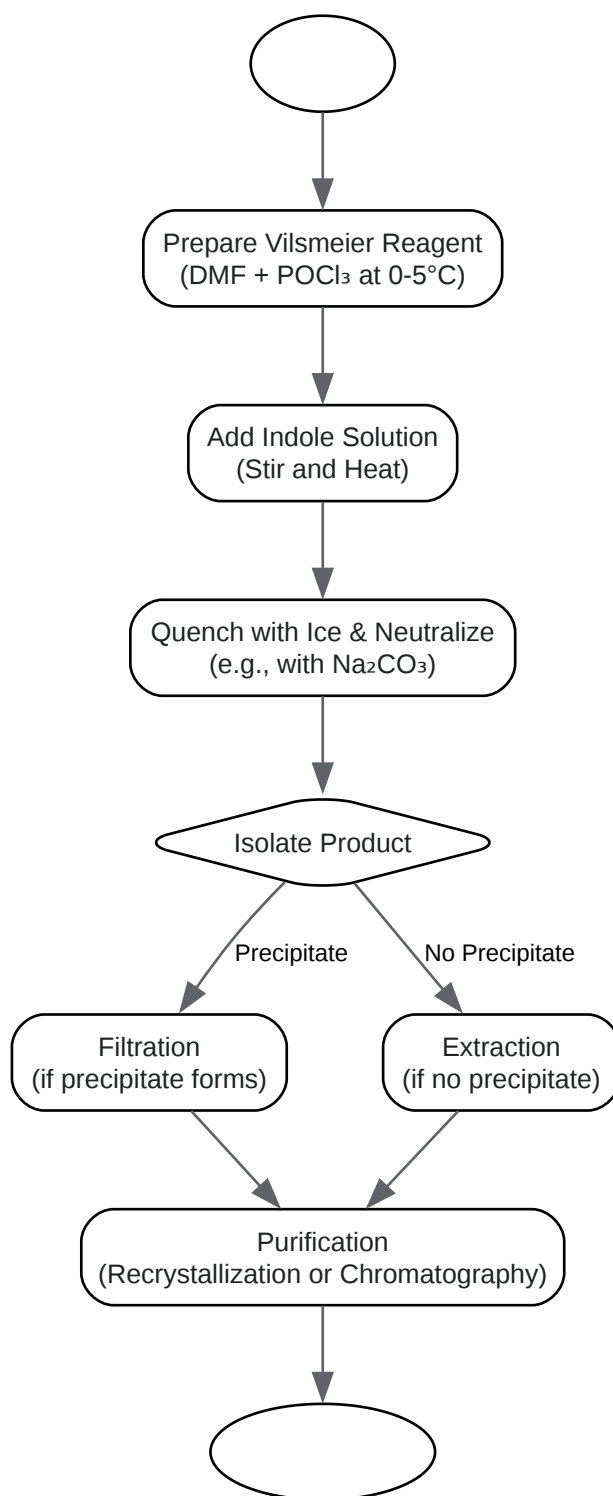 Prepare Vilsmeier Reagent
(DMF + POCl₃ at 0-5°C)
Add Indole Solution
(Stir and Heat)
Quench with Ice & Neutralize
(e.g., with Na₂CO₃)
Isolate Product
Precipitate
No Precipitate
Filtration
(if precipitate forms)
Extraction
(if no precipitate)
Purification
(Recrystallization or Chromatography)